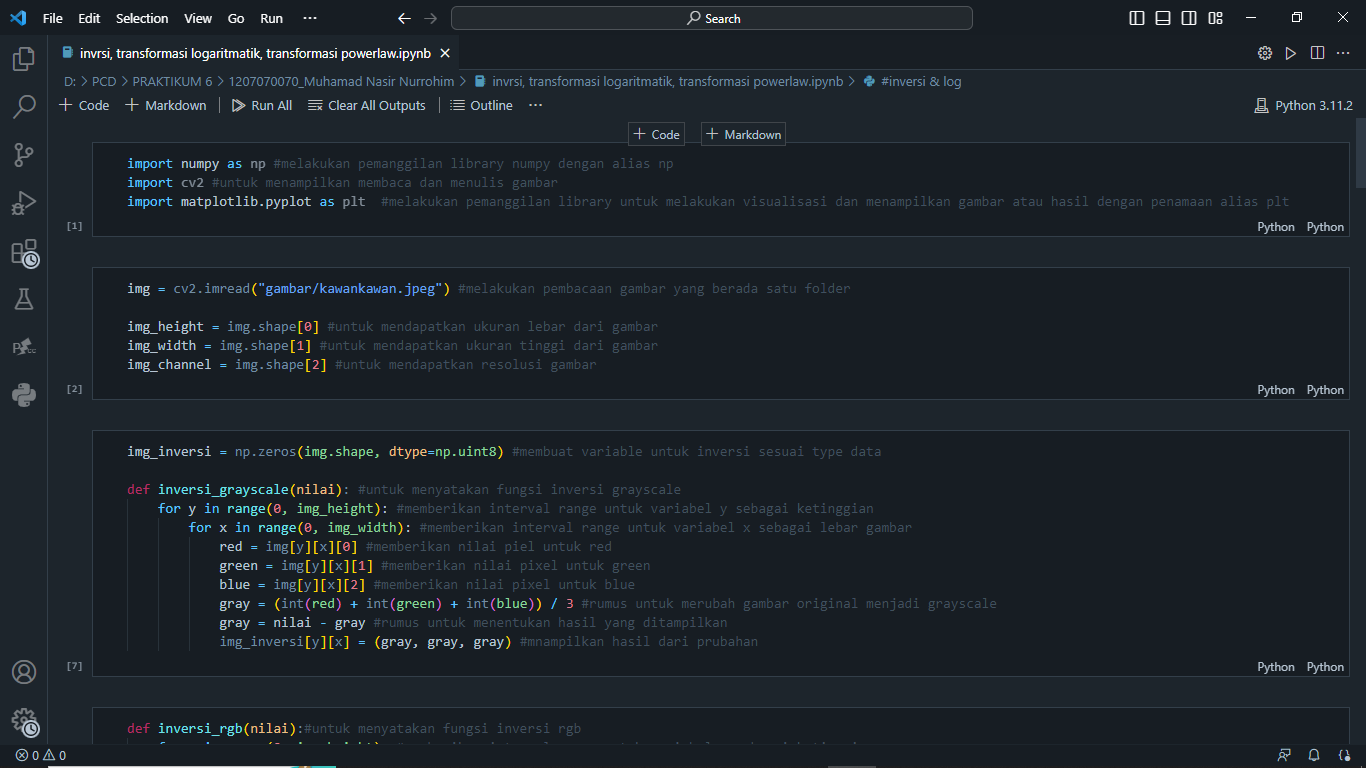 File Edit Selection View Go Run ··· Search
invrsi, transformasi logaritmatik, transformasi powerlaw.ipynb
D: > PCD > PRAKTIKUM 6 > 1207070070_Muhamad Nasir Nurrohim > invrsi, transformasi logaritmatik, transformasi powerlaw.ipynb > #inversi & log
+ Code + Markdown | Run All Clear All Outputs | Outline ··· Python 3.11.2
+ Code + Markdown
import numpy as np #melakukan pemanggilan library numpy dengan alias np
import cv2 #untuk menampilkan membaca dan menulis gambar
import matplotlib.pyplot as plt  #melakukan pemanggilan library untuk melakukan visualisasi dan menampilkan gambar atau hasil dengan penamaan alias plt
[1] Python Python
img = cv2.imread("gambar/kawankawan.jpeg") #melakukan pembacaan gambar yang berada satu folder
img_height = img.shape[0] #untuk mendapatkan ukuran lebar dari gambar
img_width = img.shape[1] #untuk mendapatkan ukuran tinggi dari gambar
img_channel = img.shape[2] #untuk mendapatkan resolusi gambar
[2] Python Python
img_inversi = np.zeros(img.shape, dtype=np.uint8) #membuat variable untuk inversi sesuai type data
def inversi_grayscale(nilai): #untuk menyatakan fungsi inversi grayscale
for y in range(0, img_height): #memberikan interval range untuk variabel y sebagai ketinggian
for x in range(0, img_width): #memberikan interval range untuk variabel x sebagai lebar gambar
red = img[y][x][0] #memberikan nilai piel untuk red
green = img[y][x][1] #memberikan nilai pixel untuk green
blue = img[y][x][2] #memberikan nilai pixel untuk blue
gray = (int(red) + int(green) + int(blue)) / 3 #rumus untuk merubah gambar original menjadi grayscale
gray = nilai - gray #rumus untuk menentukan hasil yang ditampilkan
img_inversi[y][x] = (gray, gray, gray) #mnampilkan hasil dari prubahan
[7] Python Python
def inversi_rgb(nilai):#untuk menyatakan fungsi inversi rgb
0 0